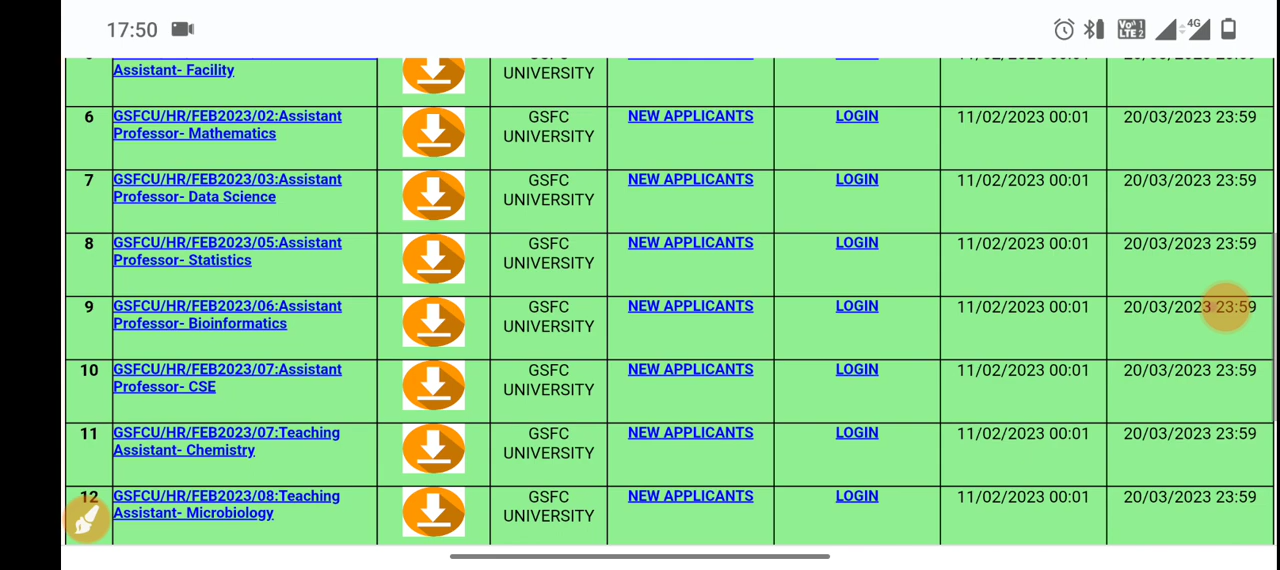 17:50
Vo 1
LTE 2
4G
Assistant- Facility
UNIVERSITY
6
GSFCU/HR/FEB2023/02:Assistant
Professor- Mathematics
GSFC
UNIVERSITY
NEW APPLICANTS
LOGIN
11/02/2023 00:01
20/03/2023 23:59
7
GSFCU/HR/FEB2023/03:Assistant
Professor- Data Science
GSFC
UNIVERSITY
NEW APPLICANTS
LOGIN
11/02/2023 00:01
20/03/2023 23:59
8
GSFCU/HR/FEB2023/05:Assistant
Professor- Statistics
GSFC
UNIVERSITY
NEW APPLICANTS
LOGIN
11/02/2023 00:01
20/03/2023 23:59
9
GSFCU/HR/FEB2023/06:Assistant
Professor- Bioinformatics
GSFC
UNIVERSITY
NEW APPLICANTS
LOGIN
11/02/2023 00:01
20/03/2023 23:59
10
GSFCU/HR/FEB2023/07:Assistant
Professor- CSE
GSFC
UNIVERSITY
NEW APPLICANTS
LOGIN
11/02/2023 00:01
20/03/2023 23:59
11
GSFCU/HR/FEB2023/07:Teaching
Assistant- Chemistry
GSFC
UNIVERSITY
NEW APPLICANTS
LOGIN
11/02/2023 00:01
20/03/2023 23:59
12
GSFCU/HR/FEB2023/08:Teaching
Assistant- Microbiology
GSFC
UNIVERSITY
NEW APPLICANTS
LOGIN
11/02/2023 00:01
20/03/2023 23:59